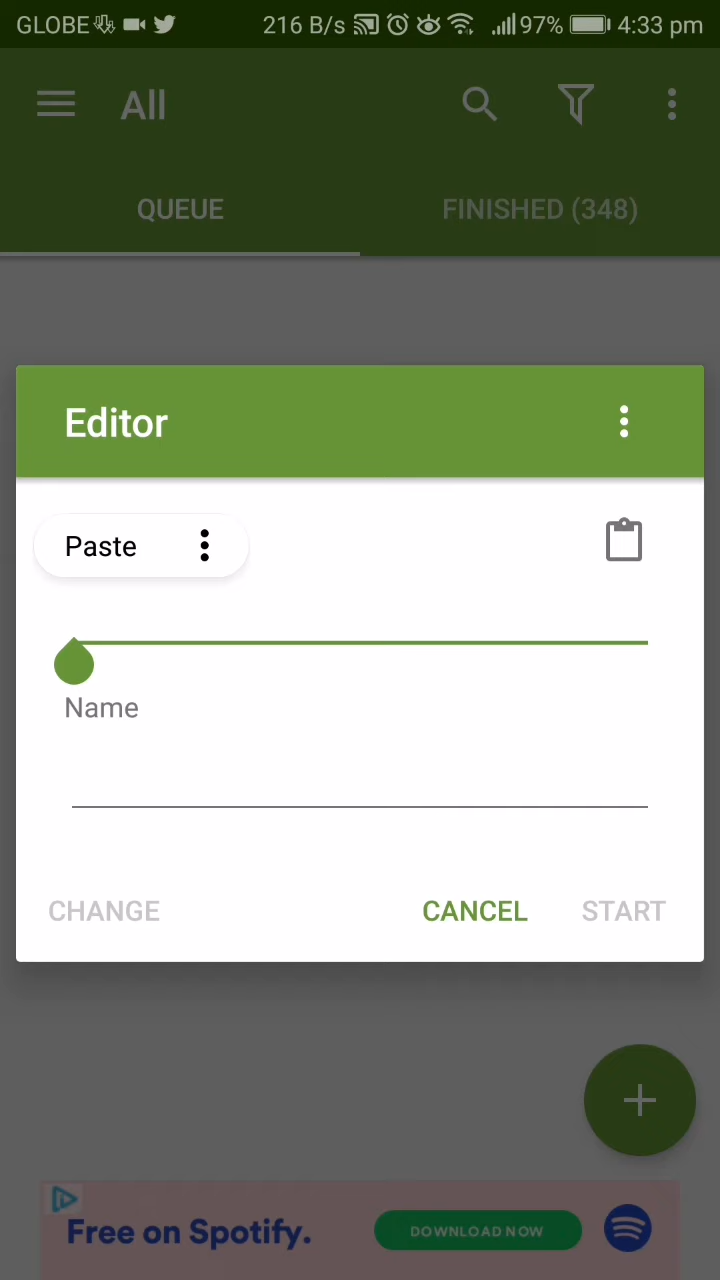 GLOBE 216 B/s 97% 4:33 pm
All
QUEUE FINISHED (348)
Editor
Paste
Name
CHANGE CANCEL START
Free on Spotify. DOWNLOAD NOW